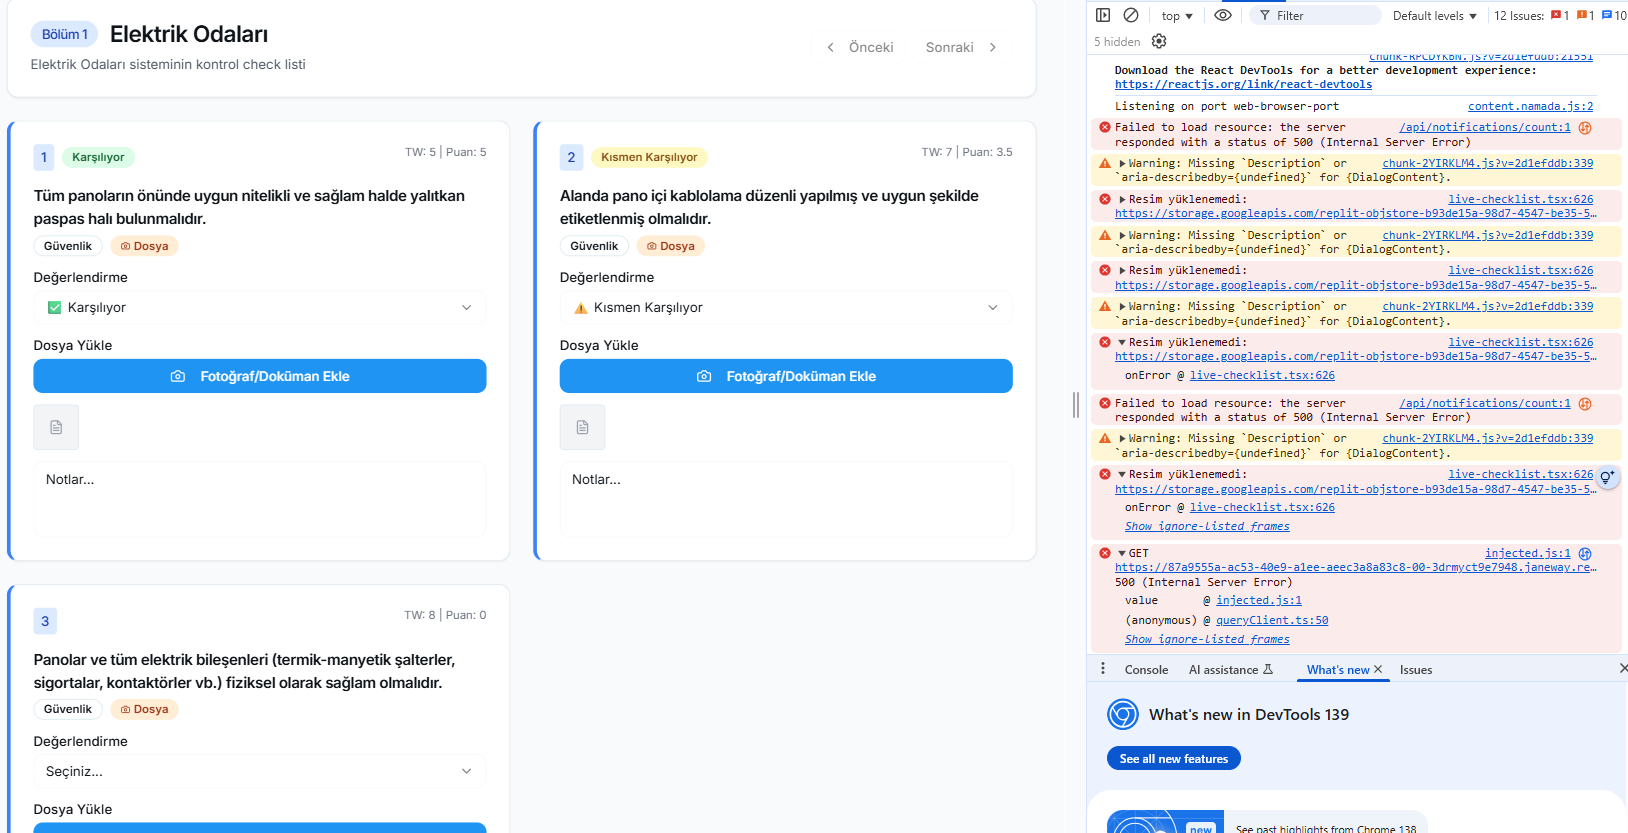 Bölüm 1 Elektrik Odaları
Elektrik Odaları sisteminin kontrol check listi
Önceki Sonraki
1 Karşılıyor TW: 5 | Puan: 5
Tüm panoların önünde uygun nitelikli ve sağlam halde yalıtkan
paspas halı bulunmalıdır.
Güvenlik Dosya
Değerlendirme
Karşılıyor
Dosya Yükle
Fotoğraf/Doküman Ekle
Notlar...
2 Kısmen Karşılıyor TW: 7 | Puan: 3.5
Alanda pano içi kablolama düzenli yapılmış ve uygun şekilde
etiketlenmiş olmalıdır.
Güvenlik Dosya
Değerlendirme
Kısmen Karşılıyor
Dosya Yükle
Fotoğraf/Doküman Ekle
Notlar...
3 TW: 8 | Puan: 0
Panolar ve tüm elektrik bileşenleri (termik-manyetik şalterler,
sigortalar, kontaktörler vb.) fiziksel olarak sağlam olmalıdır.
Güvenlik Dosya
Değerlendirme
Seçiniz...
Dosya Yükle
top Filter Default levels 12 Issues: 1 1 10
5 hidden
chunk-RPCDYKBN.js?v=2d1efddb:21551
Download the React DevTools for a better development experience:
https://reactjs.org/link/react-devtools
Listening on port web-browser-port content.namada.js:2
Failed to load resource: the server /api/notifications/count:1
responded with a status of 500 (Internal Server Error)
Warning: Missing `Description` or chunk-2YIRKLM4.js?v=2d1efddb:339
`aria-describedby={undefined}` for {DialogContent}.
Resim yüklenemedi: live-checklist.tsx:626
https://storage.googleapis.com/replit-objstore-b93de15a-98d7-4547-be35-5…
Warning: Missing `Description` or chunk-2YIRKLM4.js?v=2d1efddb:339
`aria-describedby={undefined}` for {DialogContent}.
Resim yüklenemedi: live-checklist.tsx:626
https://storage.googleapis.com/replit-objstore-b93de15a-98d7-4547-be35-5…
Warning: Missing `Description` or chunk-2YIRKLM4.js?v=2d1efddb:339
`aria-describedby={undefined}` for {DialogContent}.
Resim yüklenemedi: live-checklist.tsx:626
https://storage.googleapis.com/replit-objstore-b93de15a-98d7-4547-be35-5…
onError @ live-checklist.tsx:626
Failed to load resource: the server /api/notifications/count:1
responded with a status of 500 (Internal Server Error)
Warning: Missing `Description` or chunk-2YIRKLM4.js?v=2d1efddb:339
`aria-describedby={undefined}` for {DialogContent}.
Resim yüklenemedi: live-checklist.tsx:626
https://storage.googleapis.com/replit-objstore-b93de15a-98d7-4547-be35-5…
onError @ live-checklist.tsx:626
Show ignore-listed frames
GET injected.js:1
https://87a9555a-ac53-40e9-a1ee-aeec3a8a83c8-00-3drmyct9e7948.janeway.re…
500 (Internal Server Error)
value @ injected.js:1
(anonymous) @ queryClient.ts:50
Show ignore-listed frames
Console AI assistance What's new Issues
What's new in DevTools 139
See all new features
new See past highlights from Chrome 138